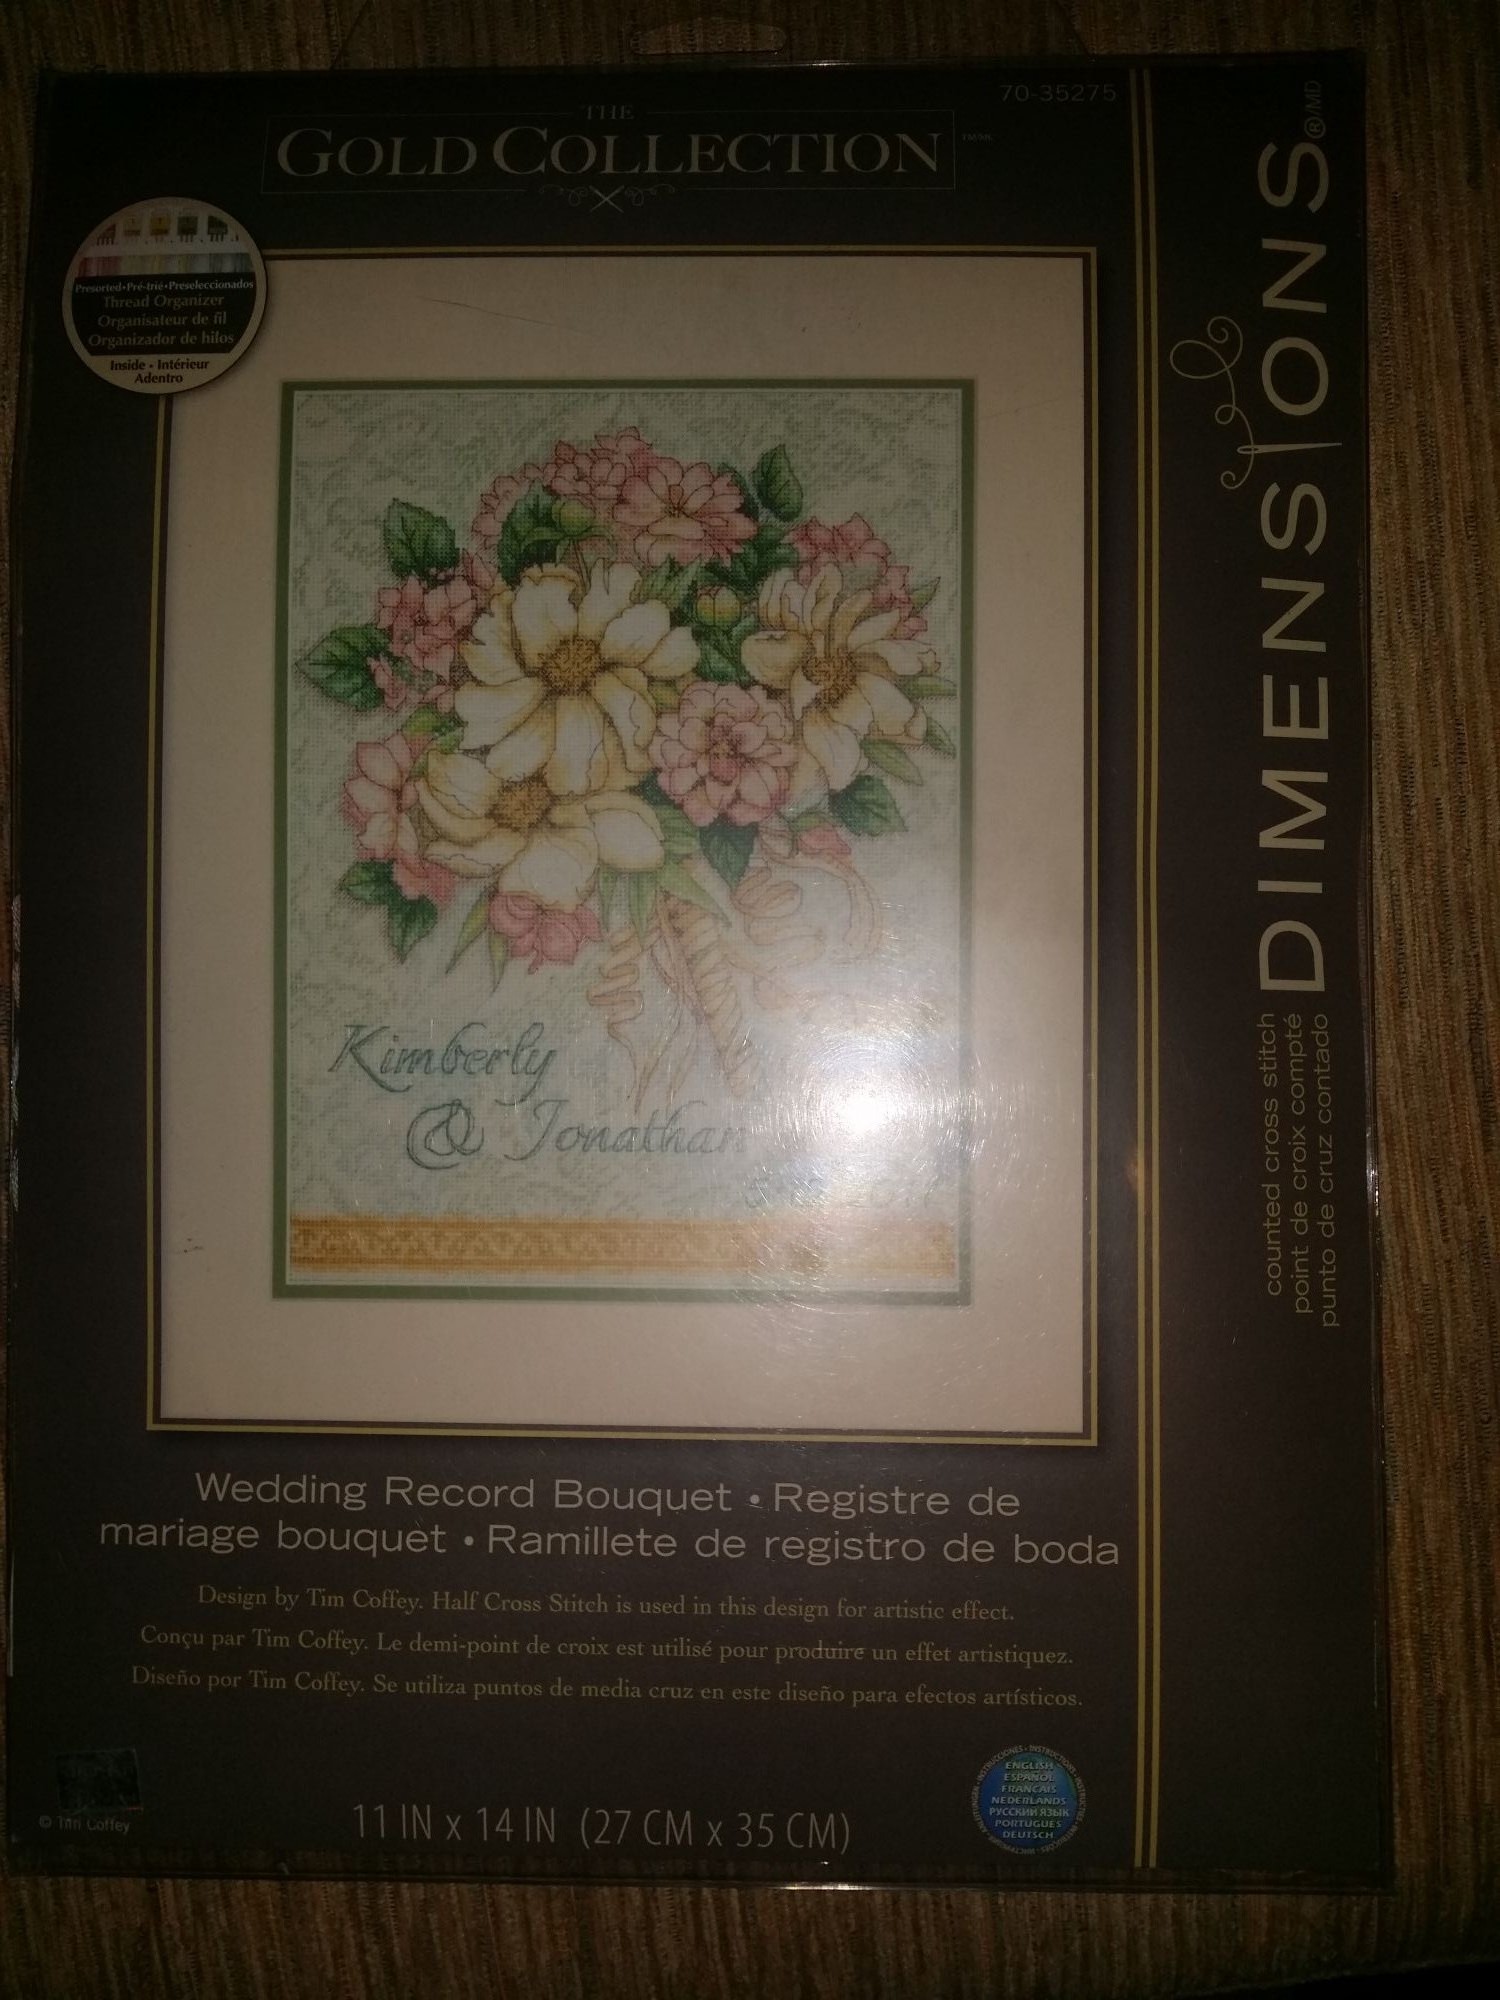 70-35275
THE
GOLD COLLECTION
Presorted•Pré-trié•Preseleccionados
Thread Organizer
Organisateur de fil
Organizador de hilos
Inside • Intérieur
Adentro
DIMENSIONS®/MD
counted cross stitch
point de croix compté
punto de cruz contado
Kimberly
& Jonathan
Wedding Record Bouquet • Registre de
mariage bouquet • Ramillete de registro de boda
Design by Tim Coffey. Half Cross Stitch is used in this design for artistic effect.
Conçu par Tim Coffey. Le demi-point de croix est utilisé pour produire un effet artistiquez.
Diseño por Tim Coffey. Se utiliza puntos de media cruz en este diseño para efectos artísticos.
© Tim Coffey
11 IN x 14 IN (27 CM x 35 CM)
ENGLISH
ESPAÑOL
FRANÇAIS
NEDERLANDS
РУССКИЙ ЯЗЫК
PORTUGUES
DEUTSCH